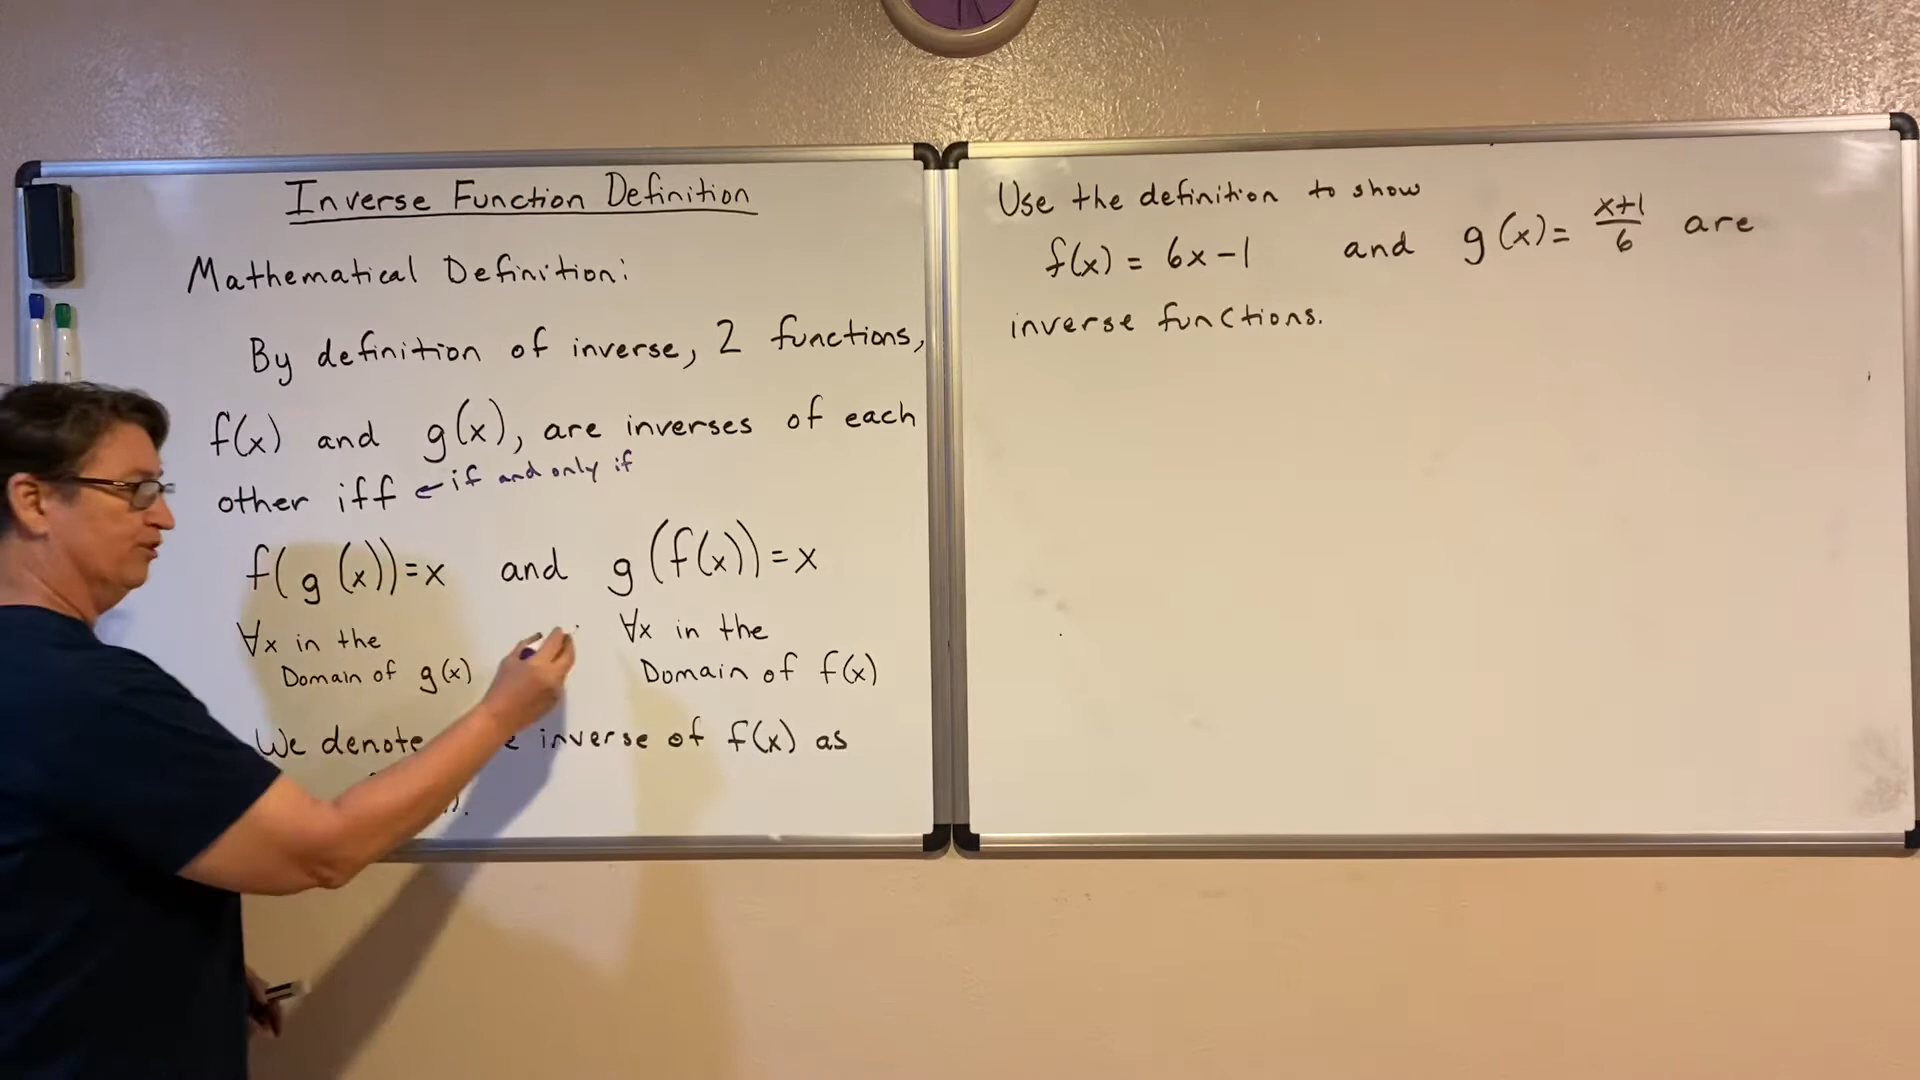 Inverse Function Definition
Mathematical Definition:
By definition of inverse, 2 functions,
f(x) and g(x), are inverses of each
other iff ← if and only if
f(g(x))=x and g(f(x))=x
∀x in the
Domain of g(x)
∀x in the
Domain of f(x)
We denote inverse of f(x) as
Use the definition to show
f(x) = 6x-1 and g(x)= x+1/6 are
inverse functions.